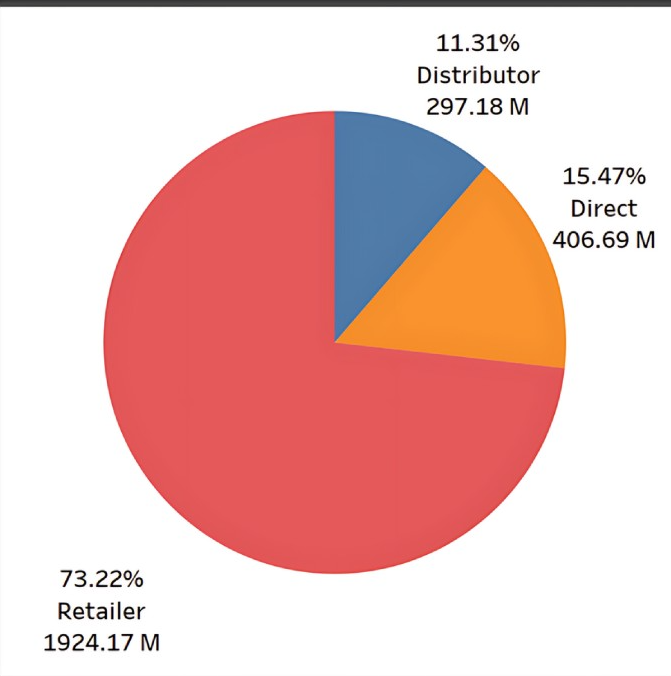 11.31%
Distributor
297.18 M
15.47%
Direct
406.69 M
73.22%
Retailer
1924.17 M